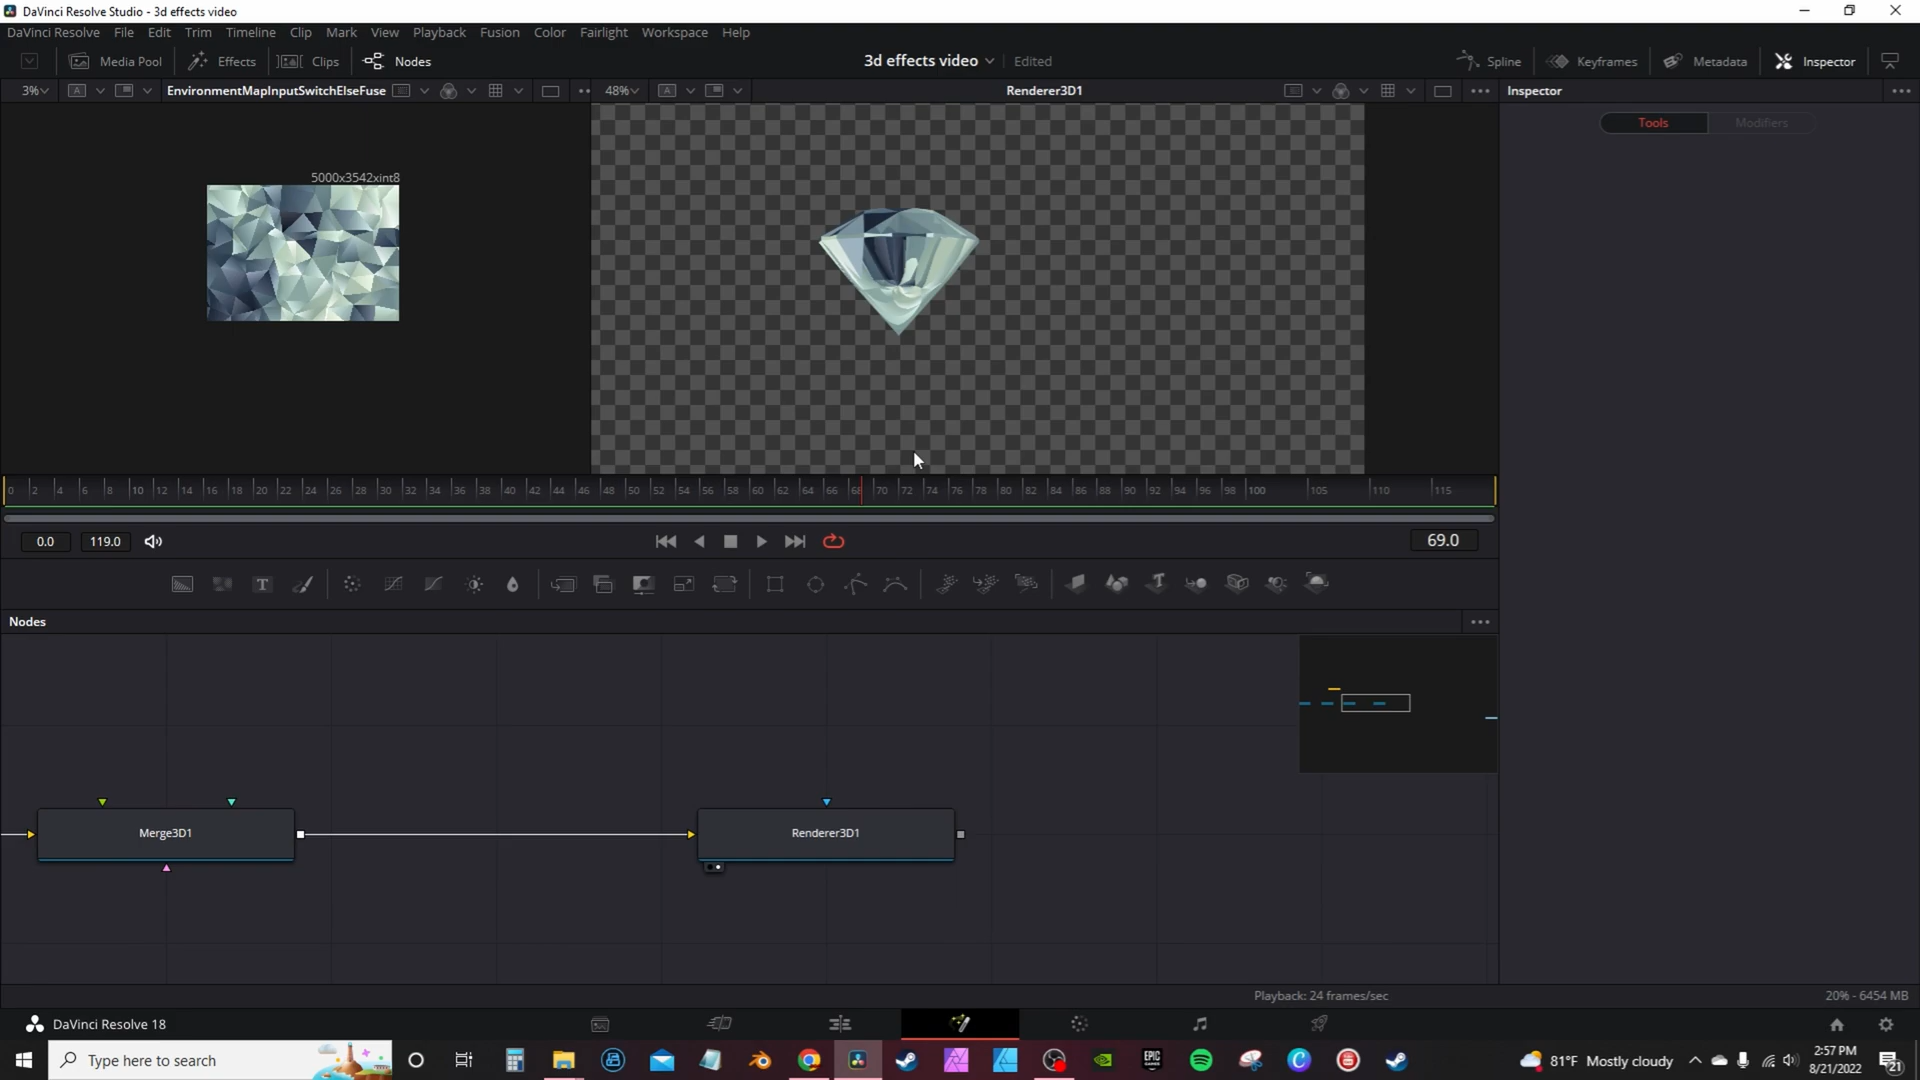 DaVinci Resolve Studio - 3d effects video
DaVinci Resolve File Edit Trim Timeline Clip Mark View Playback Fusion Color Fairlight Workspace Help
Media Pool Effects Clips Nodes 3d effects video Edited Spline Keyframes Metadata Inspector
3% A EnvironmentMapInputSwitchElseFuse 48% A Renderer3D1 Inspector
Tools Modifiers
5000x3542xint8
0 2 4 6 8 10 12 14 16 18 20 22 24 26 28 30 32 34 36 38 40 42 44 46 48 50 52 54 56 58 60 62 64 66 68 70 72 74 76 78 80 82 84 86 88 90 92 94 96 98 100 105 110 115
0.0 119.0 69.0
Nodes
Merge3D1 Renderer3D1
Playback: 24 frames/sec 20% - 6454 MB
DaVinci Resolve 18
Type here to search 81°F Mostly cloudy 2:57 PM
8/21/2022
21